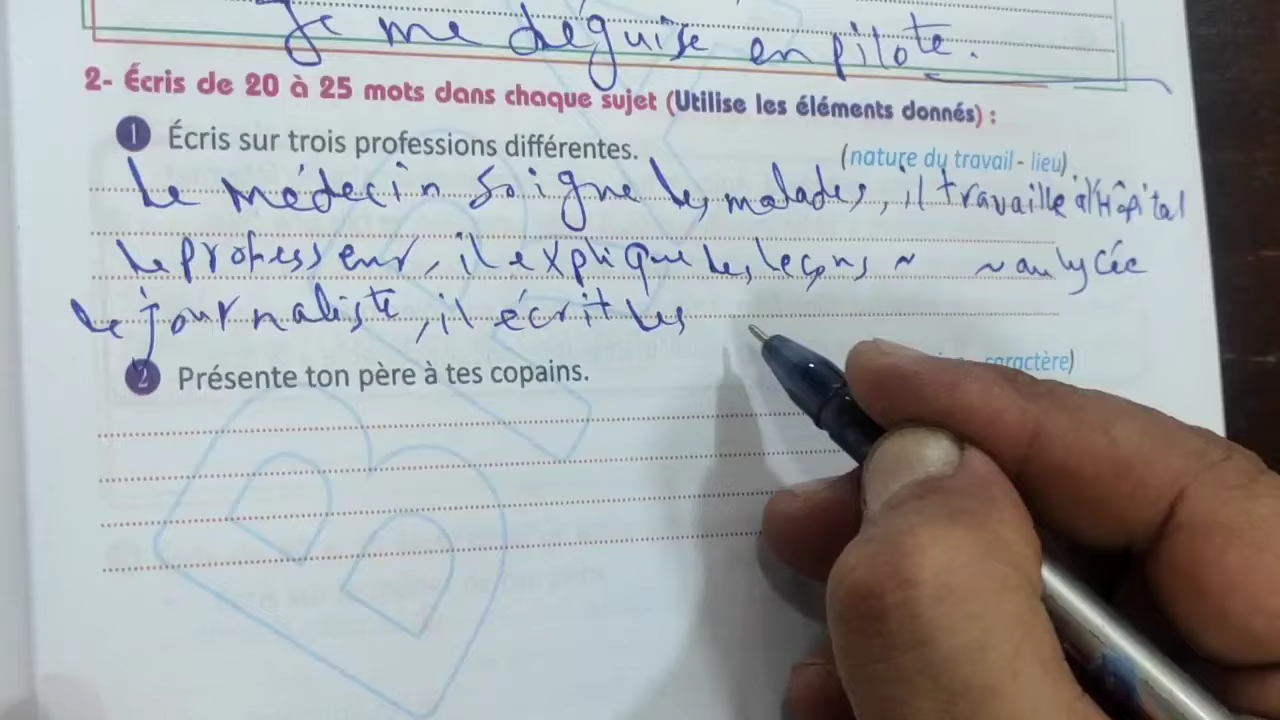 Je me déguise en pilote.
2- Écris de 20 à 25 mots dans chaque sujet (Utilise les éléments donnés) :
1 Écris sur trois professions différentes. (nature du travail - lieu).
Le médecin soigne les malades, il travaille à l'hôpital
Le professeur, il explique les leçons ~ ~ au lycée
Le journaliste, il écrit les
2 Présente ton père à tes copains. caractère)